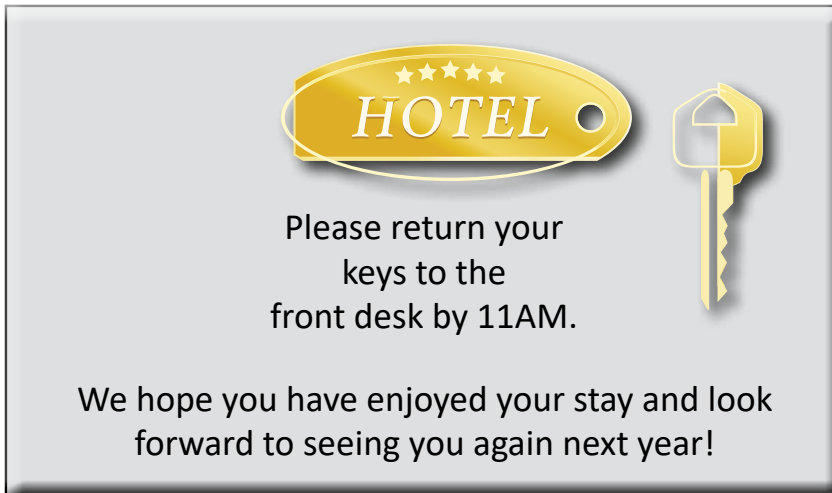 HOTEL
Please return your
keys to the
front desk by 11AM.
We hope you have enjoyed your stay and look
forward to seeing you again next year!